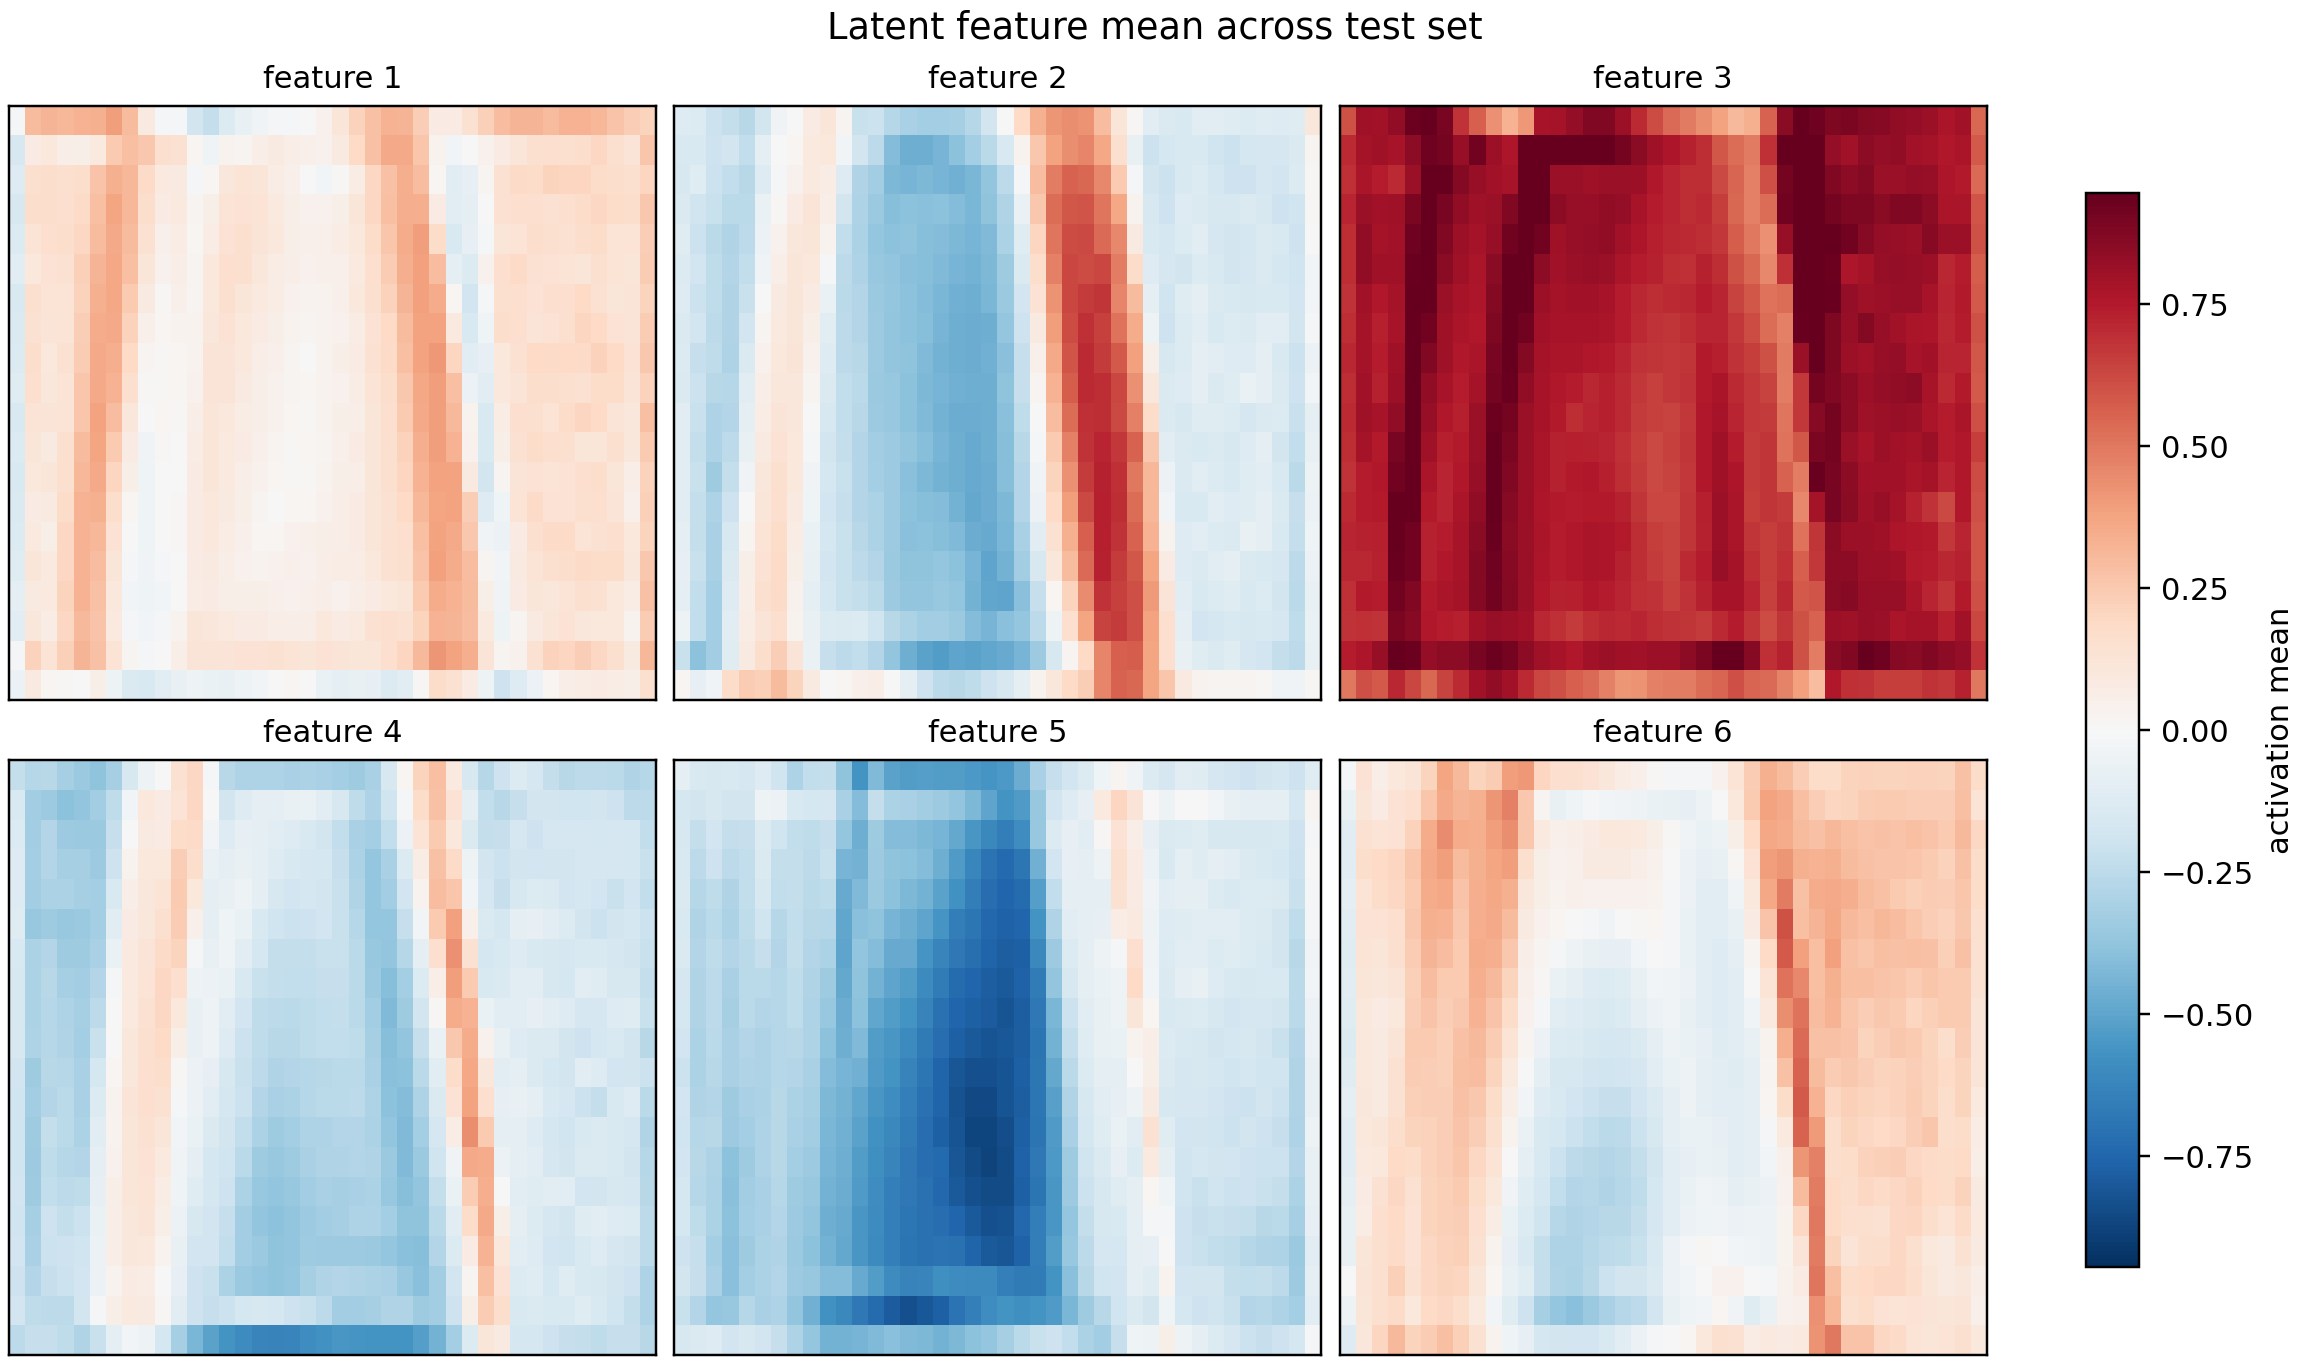 Latent feature mean across test set
feature 1
feature 2
feature 3
feature 4
feature 5
feature 6
0.75
0.50
0.25
0.00
−0.25
−0.50
−0.75
activation mean